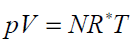 pV = NR*T